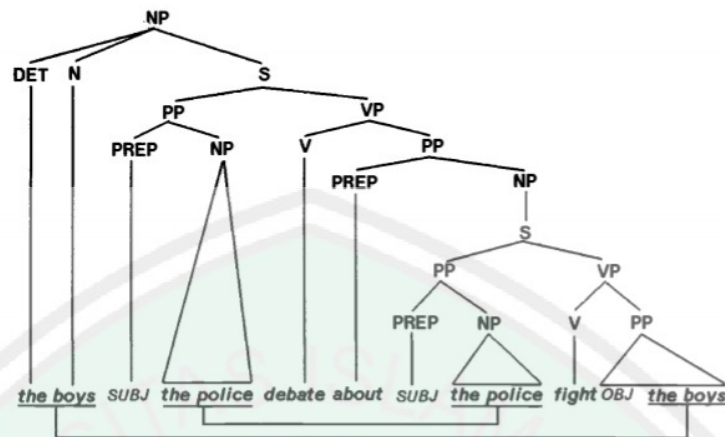 NP
DET N S
PP VP
PREP NP V PP
PREP NP
S
PP VP
PREP NP V PP
the boys SUBJ the police debate about SUBJ the police fight OBJ the boys